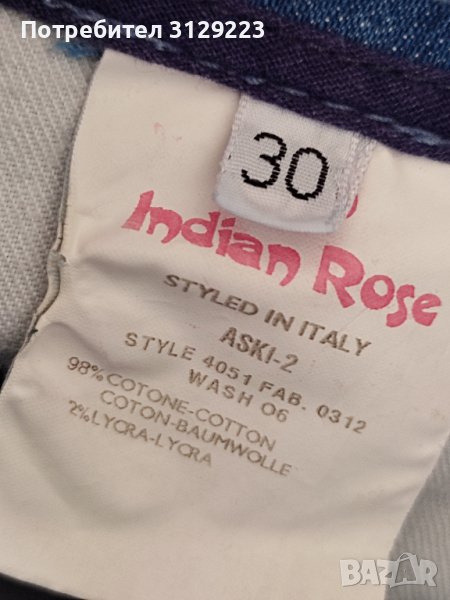 Потребител 3129223
30
Indian Rose
STYLED IN ITALY
ASKI-2
STYLE 4051 FAB. 0312
WASH 06
98% COTONE-COTTON
COTON-BAUMWOLLE
2% LYCRA-LYCRA
BAZAR